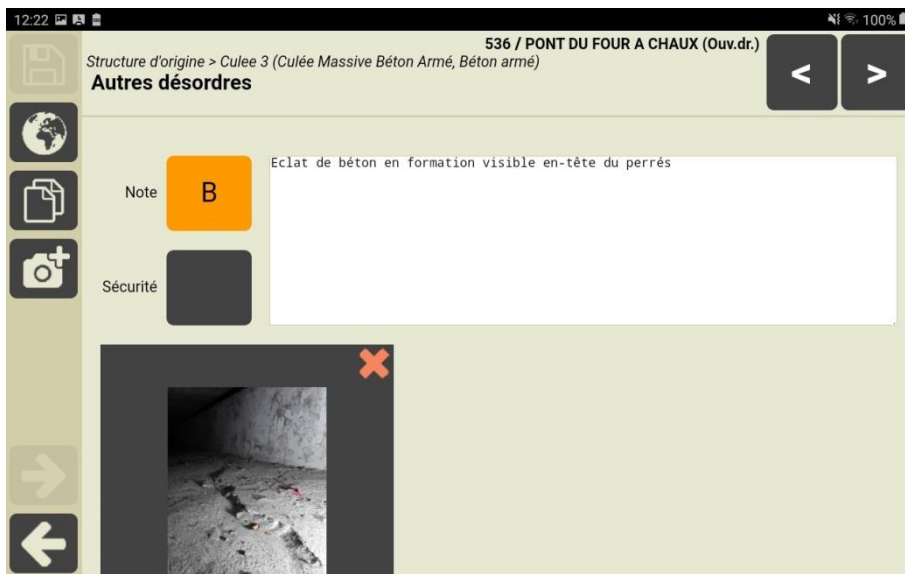 12:22 100%
536 / PONT DU FOUR A CHAUX (Ouv.dr.)
Structure d'origine > Culee 3 (Culée Massive Béton Armé, Béton armé)
Autres désordres
< >
Note B
Eclat de béton en formation visible en-tête du perrés
Sécurité